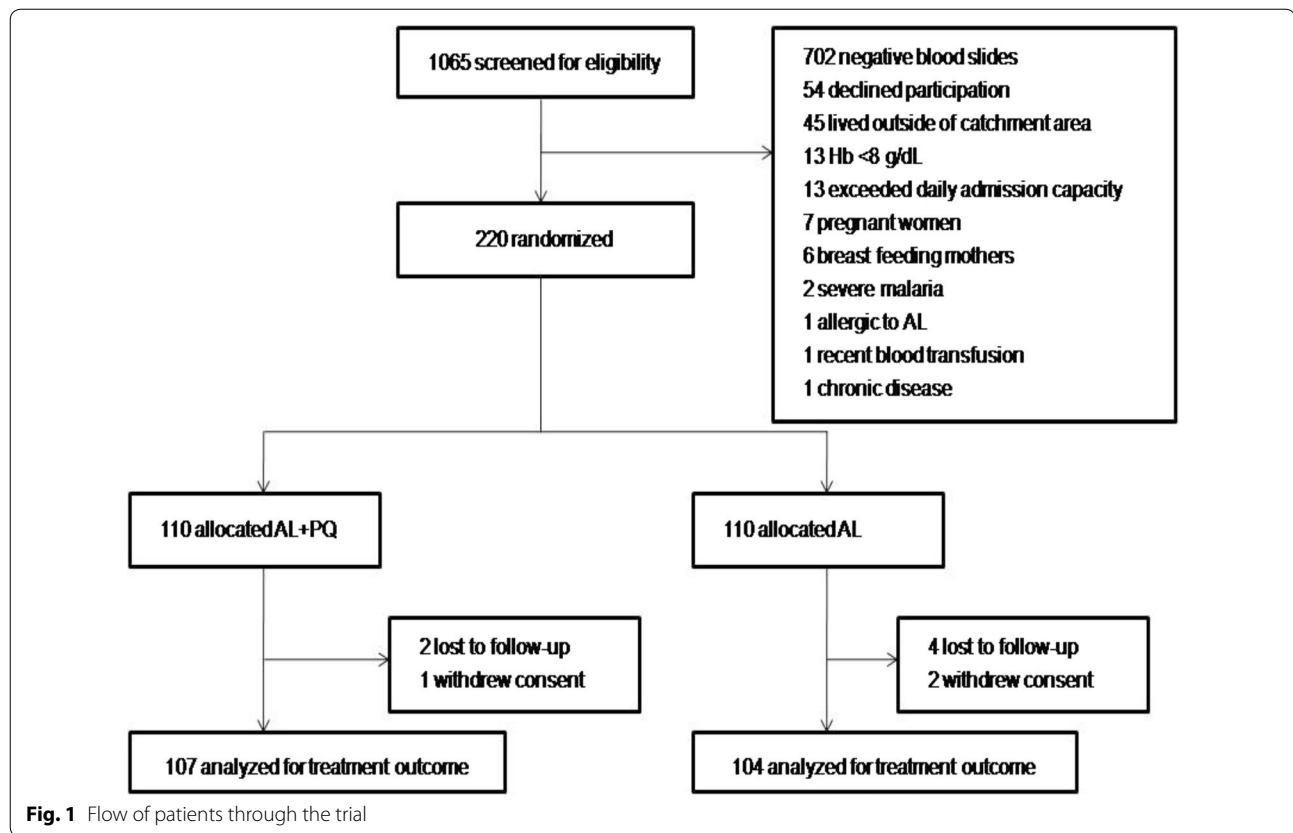 1065 screened for eligibility
702 negative blood slides
54 declined participation
45 lived outside of catchment area
13 Hb <8 g/dL
13 exceeded daily admission capacity
7 pregnant women
6 breast feeding mothers
2 severe malaria
1 allergic to AL
1 recent blood transfusion
1 chronic disease
220 randomized
110 allocated AL+PQ
110 allocated AL
2 lost to follow-up
1 withdrew consent
4 lost to follow-up
2 withdrew consent
107 analyzed for treatment outcome
104 analyzed for treatment outcome
Fig. 1 Flow of patients through the trial